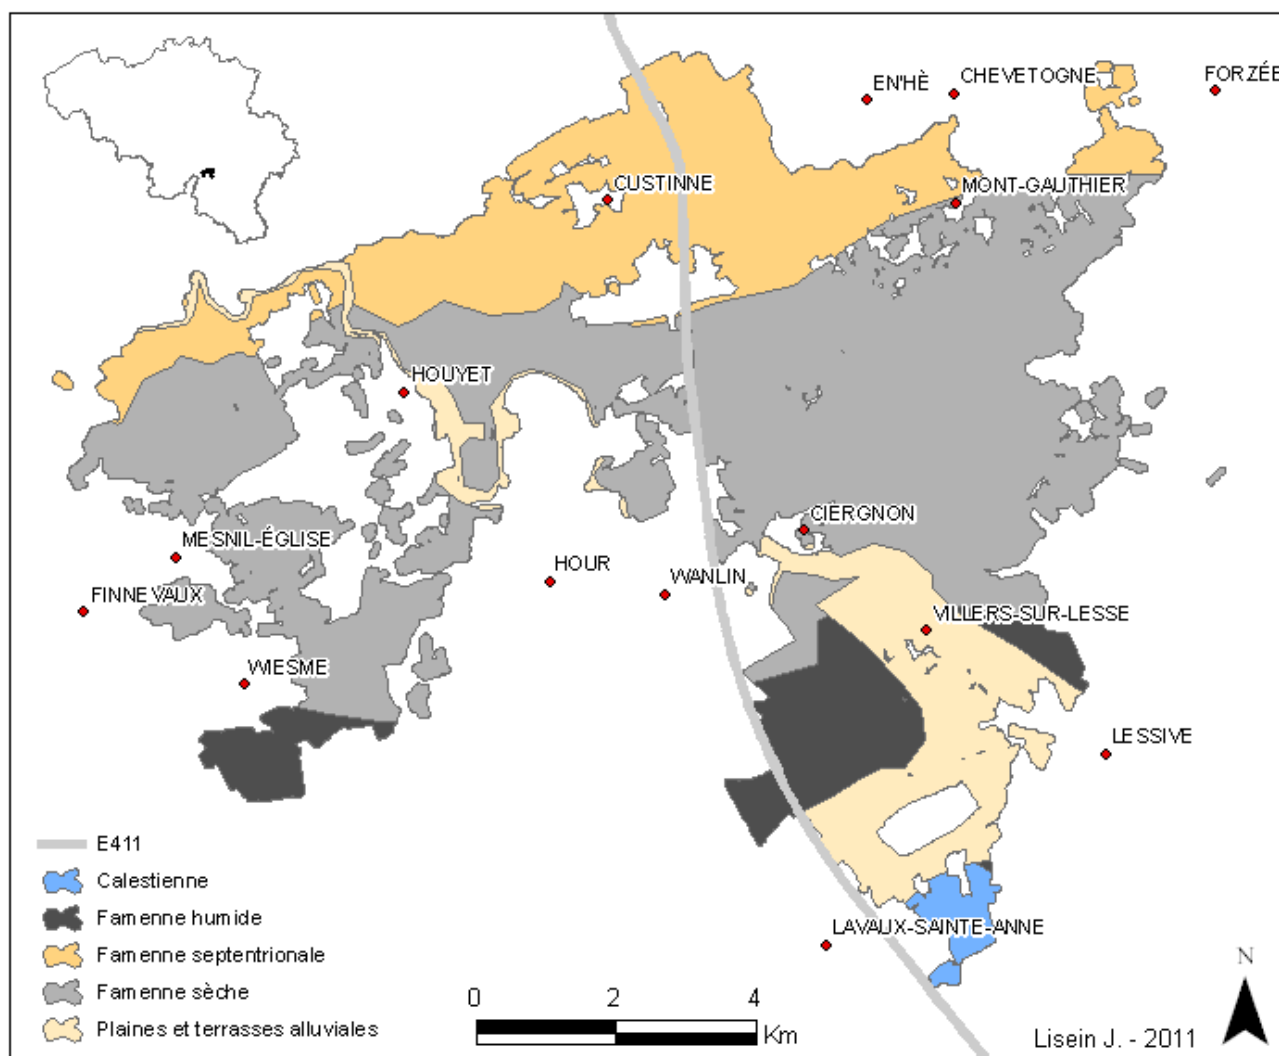 EN'HÈ
CHEVETOGNE
FORZÉE
CUSTINNE
MONT-GAUTHIER
HOUYET
CIERGNON
MESNIL-ÉGLISE
HOUR
WANLIN
FINNEVAUX
VILLERS-SUR-LESSE
WIESME
LESSIVE
E411
Calestienne
Famenne humide
LAVAUX-SAINTE-ANNE
Famenne septentrionale
N
Famenne sèche
0 2 4
Plaines et terrasses alluviales
Km
Lisein J. - 2011